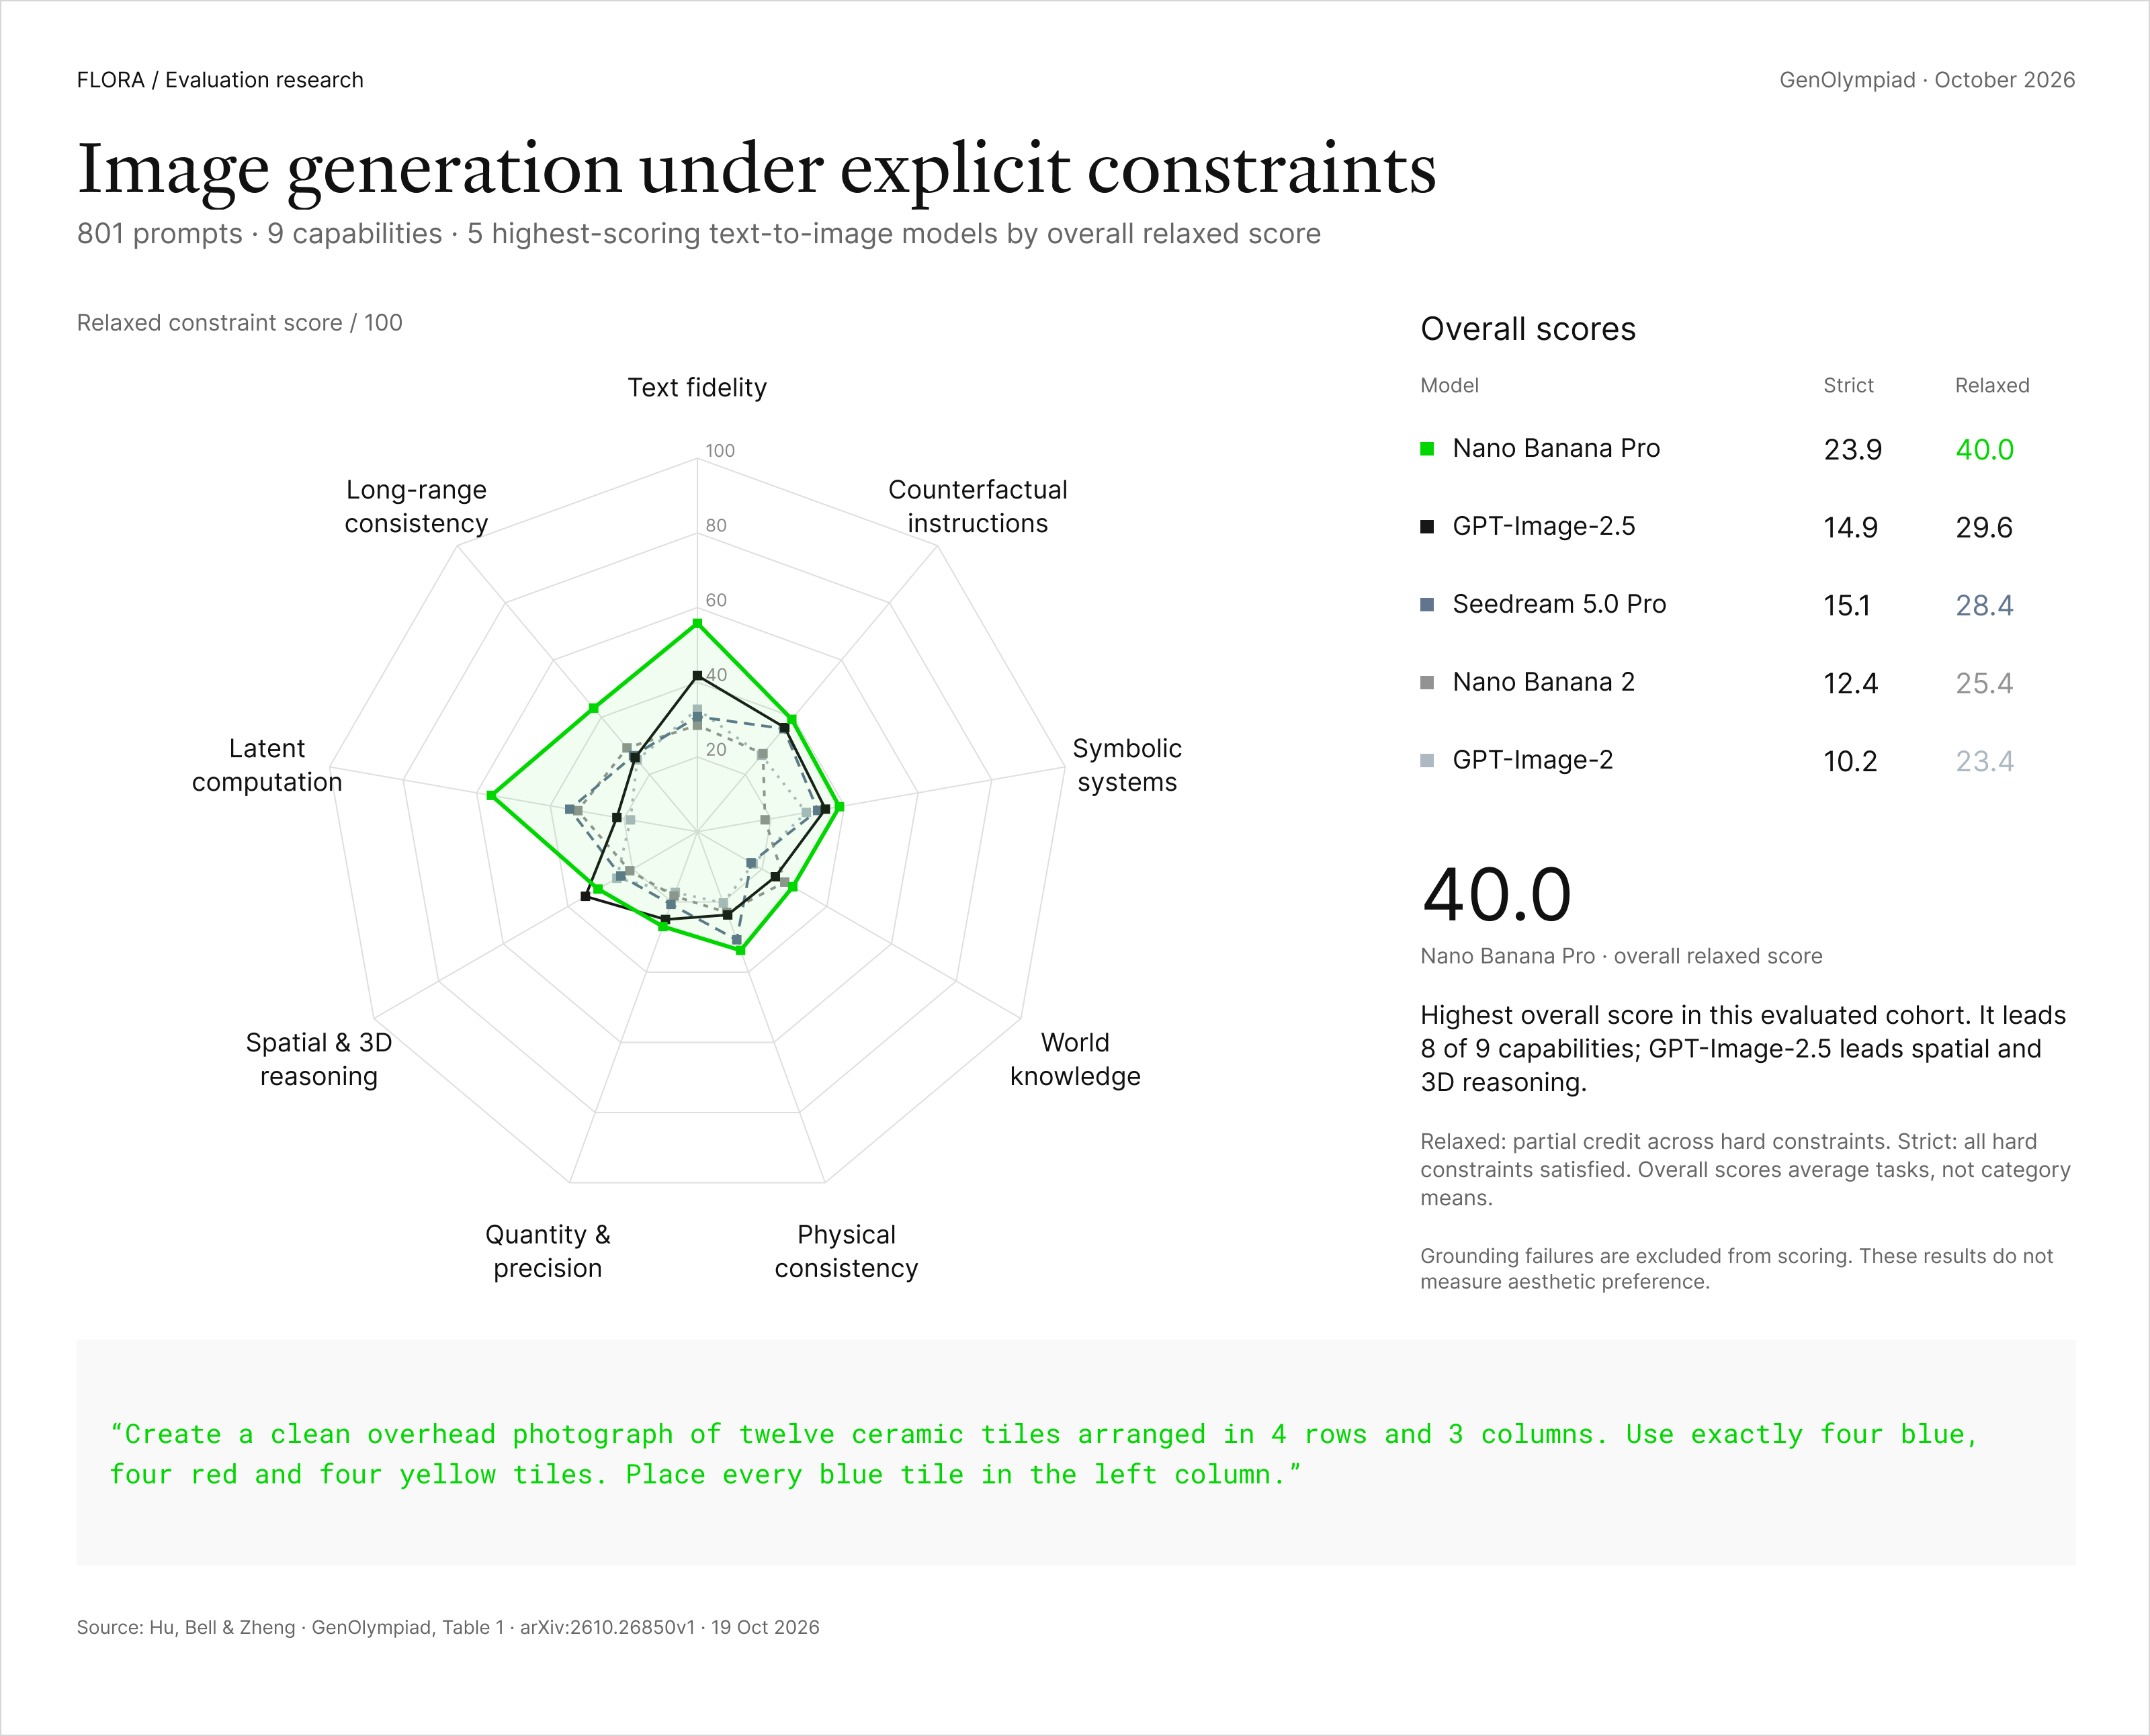 FLORA / Evaluation research
GenOlympiad · October 2026
Image generation under explicit constraints
801 prompts · 9 capabilities · 5 highest-scoring text-to-image models by overall relaxed score
Relaxed constraint score / 100
Text fidelity
Counterfactual
instructions
Symbolic
systems
World
knowledge
Physical
consistency
Quantity &
precision
Spatial & 3D
reasoning
Latent
computation
Long-range
consistency
100
80
60
40
20
Overall scores
Model Strict Relaxed
Nano Banana Pro 23.9 40.0
GPT-Image-2.5 14.9 29.6
Seedream 5.0 Pro 15.1 28.4
Nano Banana 2 12.4 25.4
GPT-Image-2 10.2 23.4
40.0
Nano Banana Pro · overall relaxed score
Highest overall score in this evaluated cohort. It leads
8 of 9 capabilities; GPT-Image-2.5 leads spatial and
3D reasoning.
Relaxed: partial credit across hard constraints. Strict: all hard
constraints satisfied. Overall scores average tasks, not category
means.
Grounding failures are excluded from scoring. These results do not
measure aesthetic preference.
“Create a clean overhead photograph of twelve ceramic tiles arranged in 4 rows and 3 columns. Use exactly four blue,
four red and four yellow tiles. Place every blue tile in the left column.”
Source: Hu, Bell & Zheng · GenOlympiad, Table 1 · arXiv:2610.26850v1 · 19 Oct 2026